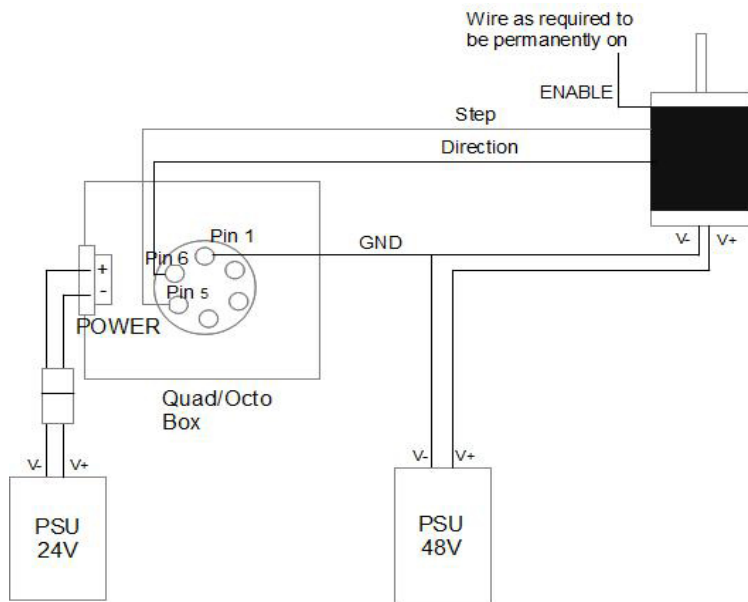 Wire as required to
be permanently on
ENABLE
Step
Direction
Pin 1
GND
V-
V+
Pin 6
+
Pin 5
-
POWER
Quad/Octo
Box
V-
V+
V-
V+
PSU
24V
PSU
48V